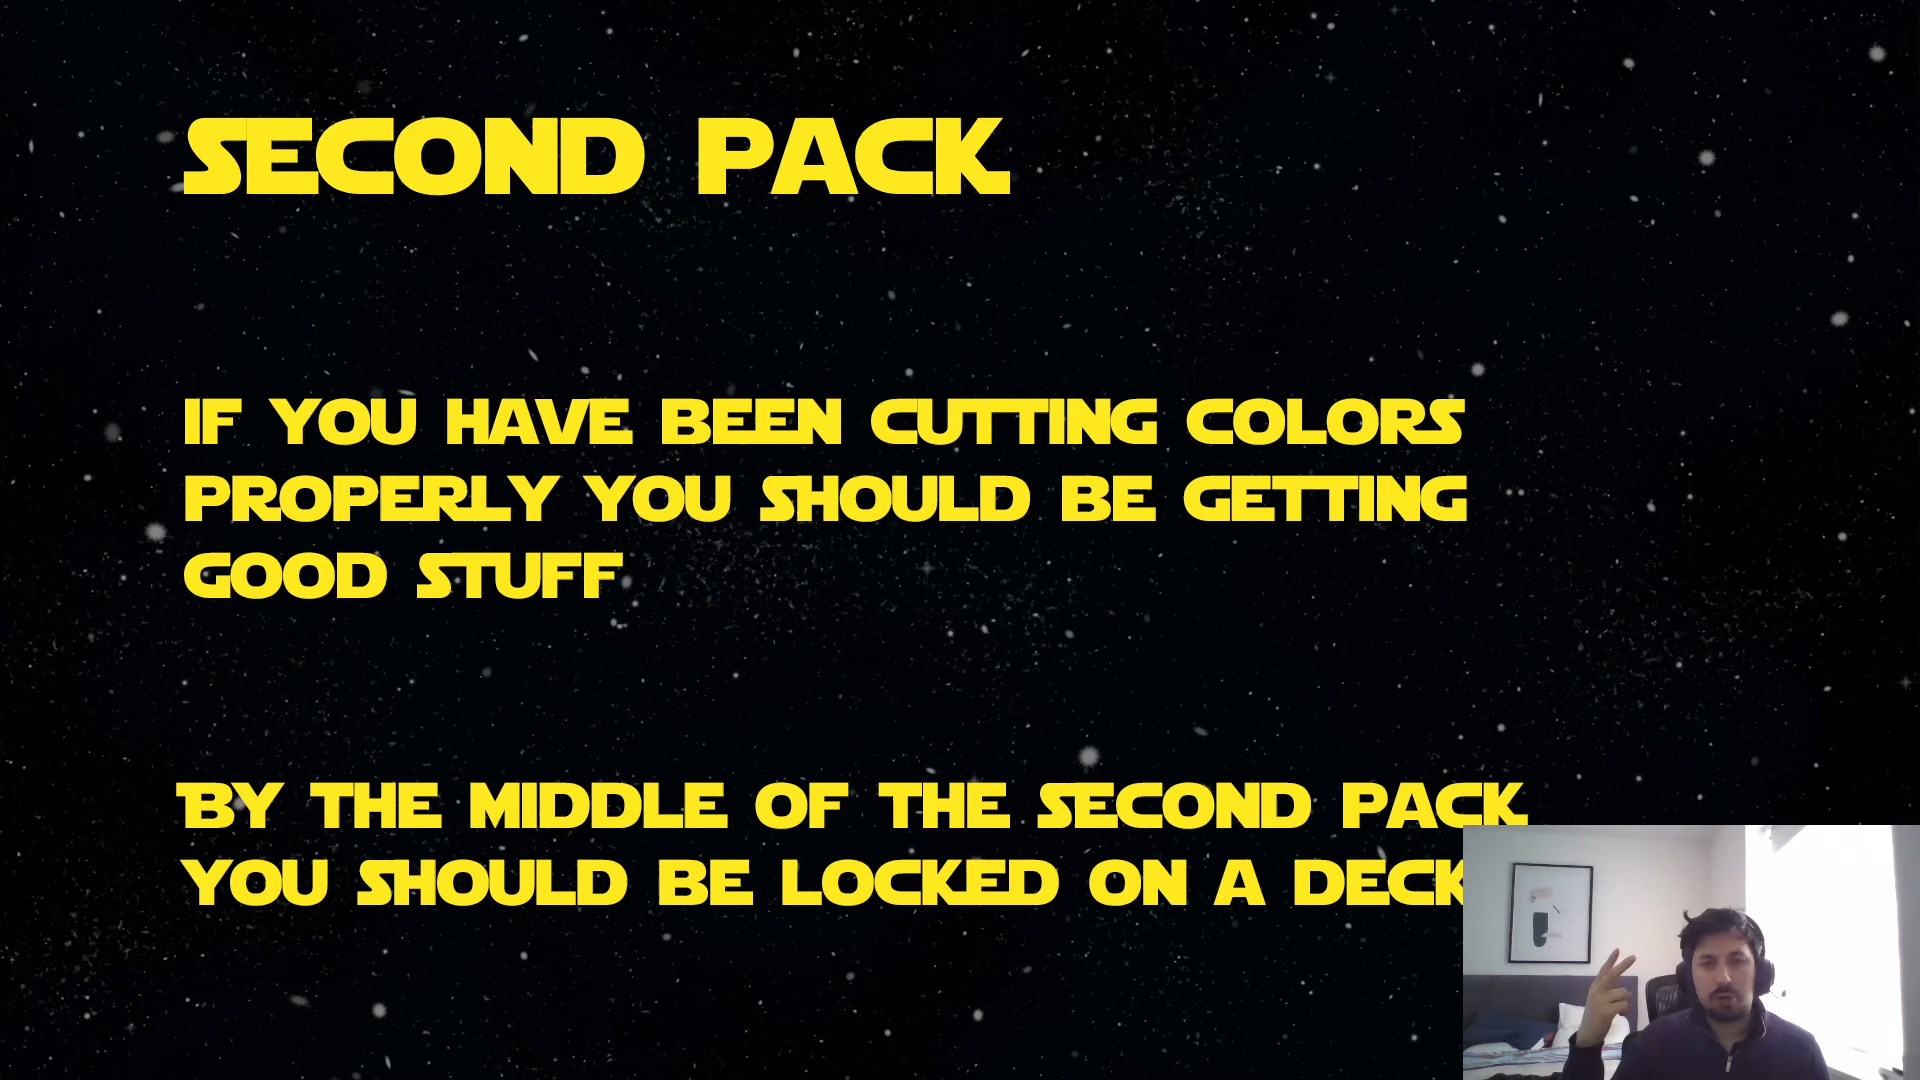 SECOND PACK
IF YOU HAVE BEEN CUTTING COLORS
PROPERLY YOU SHOULD BE GETTING
GOOD STUFF
BY THE MIDDLE OF THE SECOND PACK
YOU SHOULD BE LOCKED ON A DECK